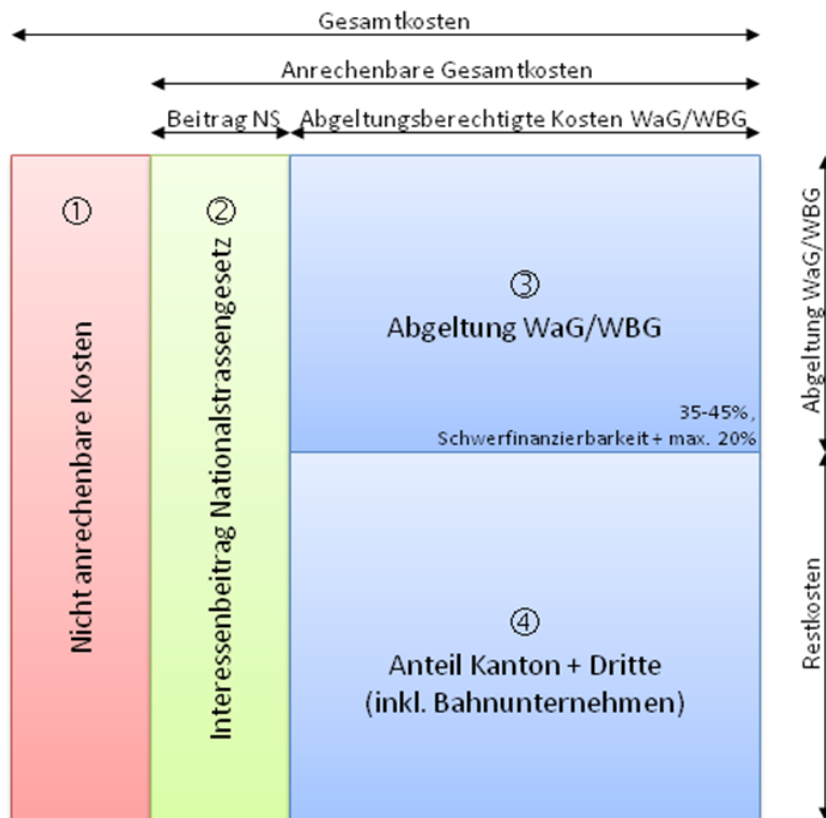 Gesamtkosten
Anrechenbare Gesamtkosten
Beitrag NS
Abgeltungsberechtigte Kosten WaG/WBG
①
Nicht anrechenbare Kosten
②
Interessenbeitrag Nationalstrassengesetz
③
Abgeltung WaG/WBG
35-45%,
Schwerfinanzierbarkeit + max. 20%
④
Anteil Kanton + Dritte
(inkl. Bahnunternehmen)
Abgeltung WaG/WBG
Restkosten